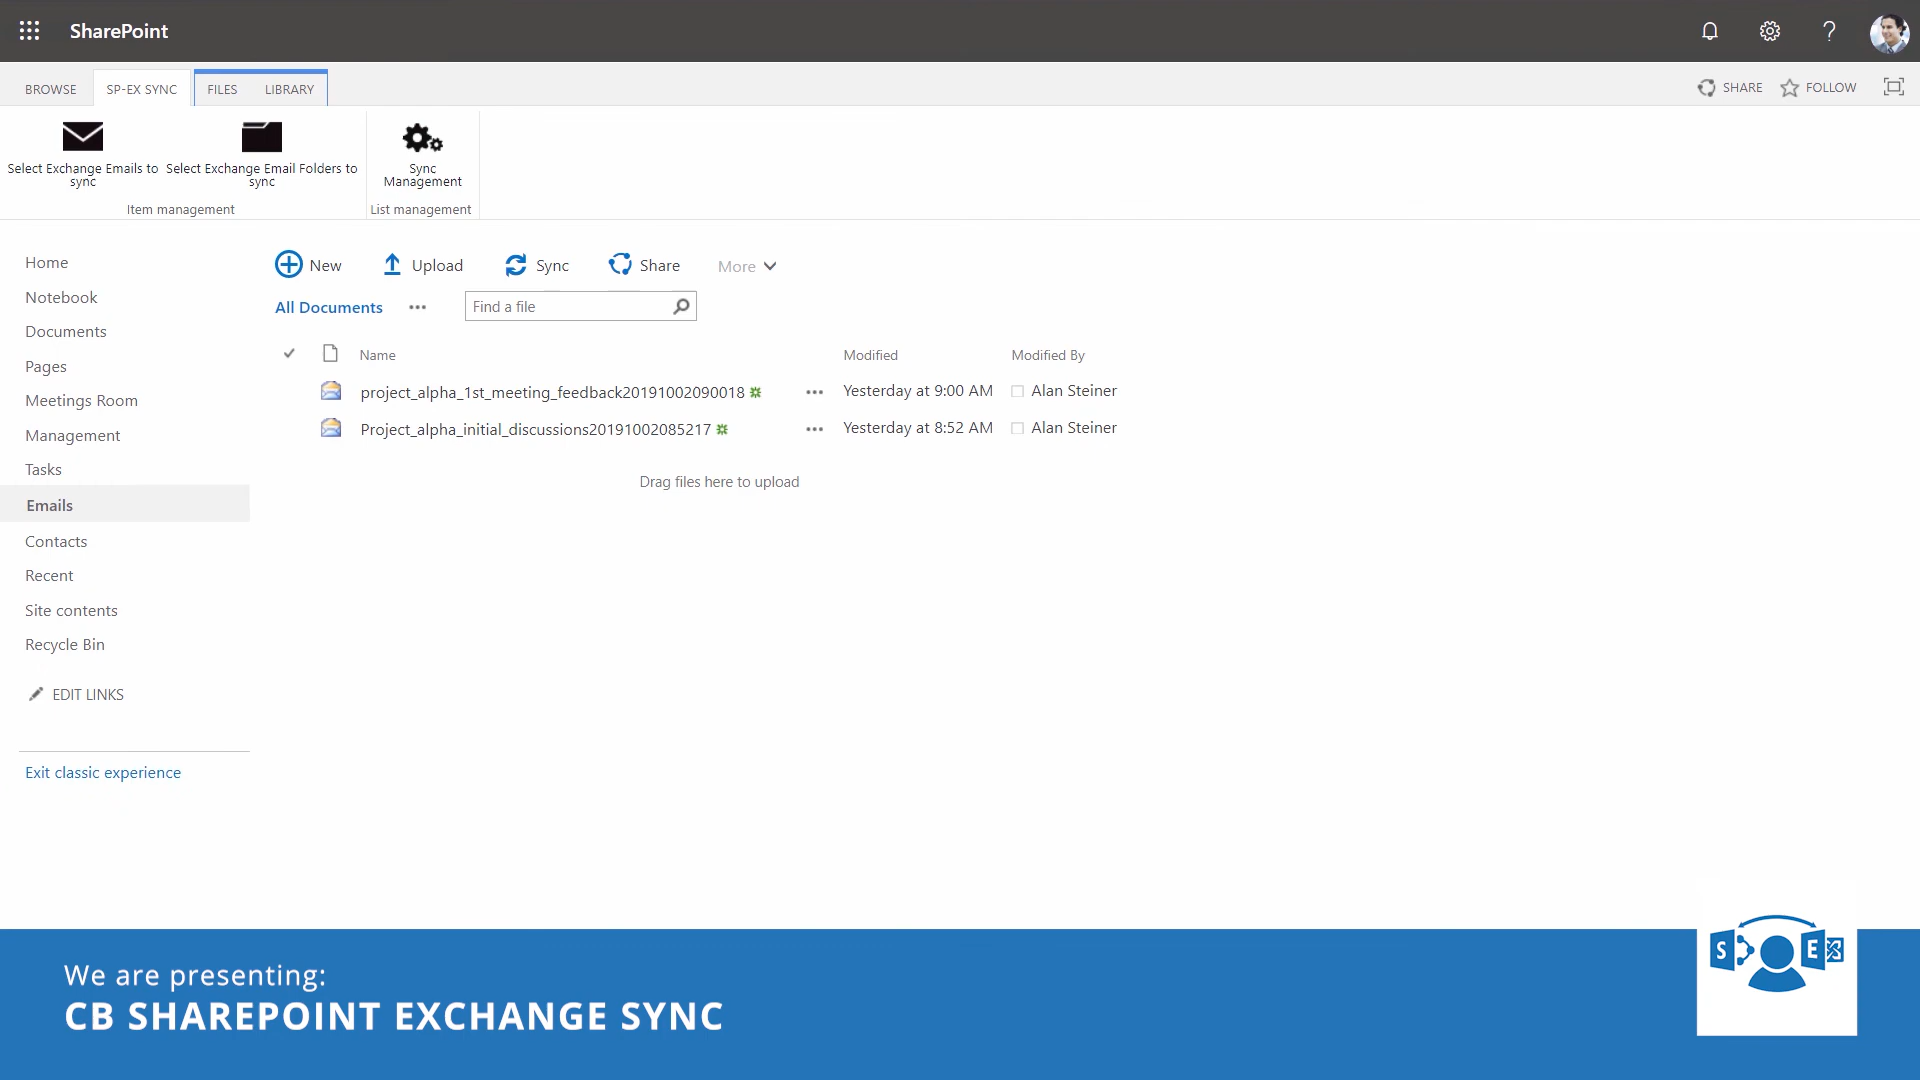 SharePoint
BROWSE SP-EX SYNC FILES LIBRARY SHARE FOLLOW
Select Exchange Emails to
sync
Select Exchange Email Folders to
sync
Sync
Management
Item management
List management
Home
Notebook
Documents
Pages
Meetings Room
Management
Tasks
Emails
Contacts
Recent
Site contents
Recycle Bin
EDIT LINKS
Exit classic experience
New Upload Sync Share More
All Documents ••• Find a file
Name Modified Modified By
project_alpha_1st_meeting_feedback20191002090018 ••• Yesterday at 9:00 AM Alan Steiner
Project_alpha_initial_discussions20191002085217 ••• Yesterday at 8:52 AM Alan Steiner
Drag files here to upload
We are presenting:
CB SHAREPOINT EXCHANGE SYNC
S E